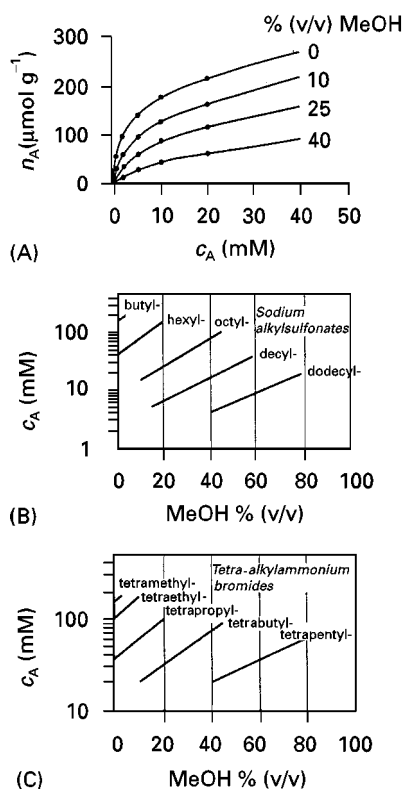 % (v/v) MeOH
300
200
100
0
n_A (μmol g⁻¹)
0
10
25
40
0 10 20 30 40 50
c_A (mM)
(A)
butyl-
hexyl-
octyl-
Sodium
alkylsulfonates
decyl-
dodecyl-
100
10
1
c_A (mM)
0 20 40 60 80 100
MeOH % (v/v)
(B)
Tetra-alkylammonium
bromides
tetramethyl-
tetraethyl-
tetrapropyl-
tetrabutyl-
tetrapentyl-
100
10
c_A (mM)
0 20 40 60 80 100
MeOH % (v/v)
(C)